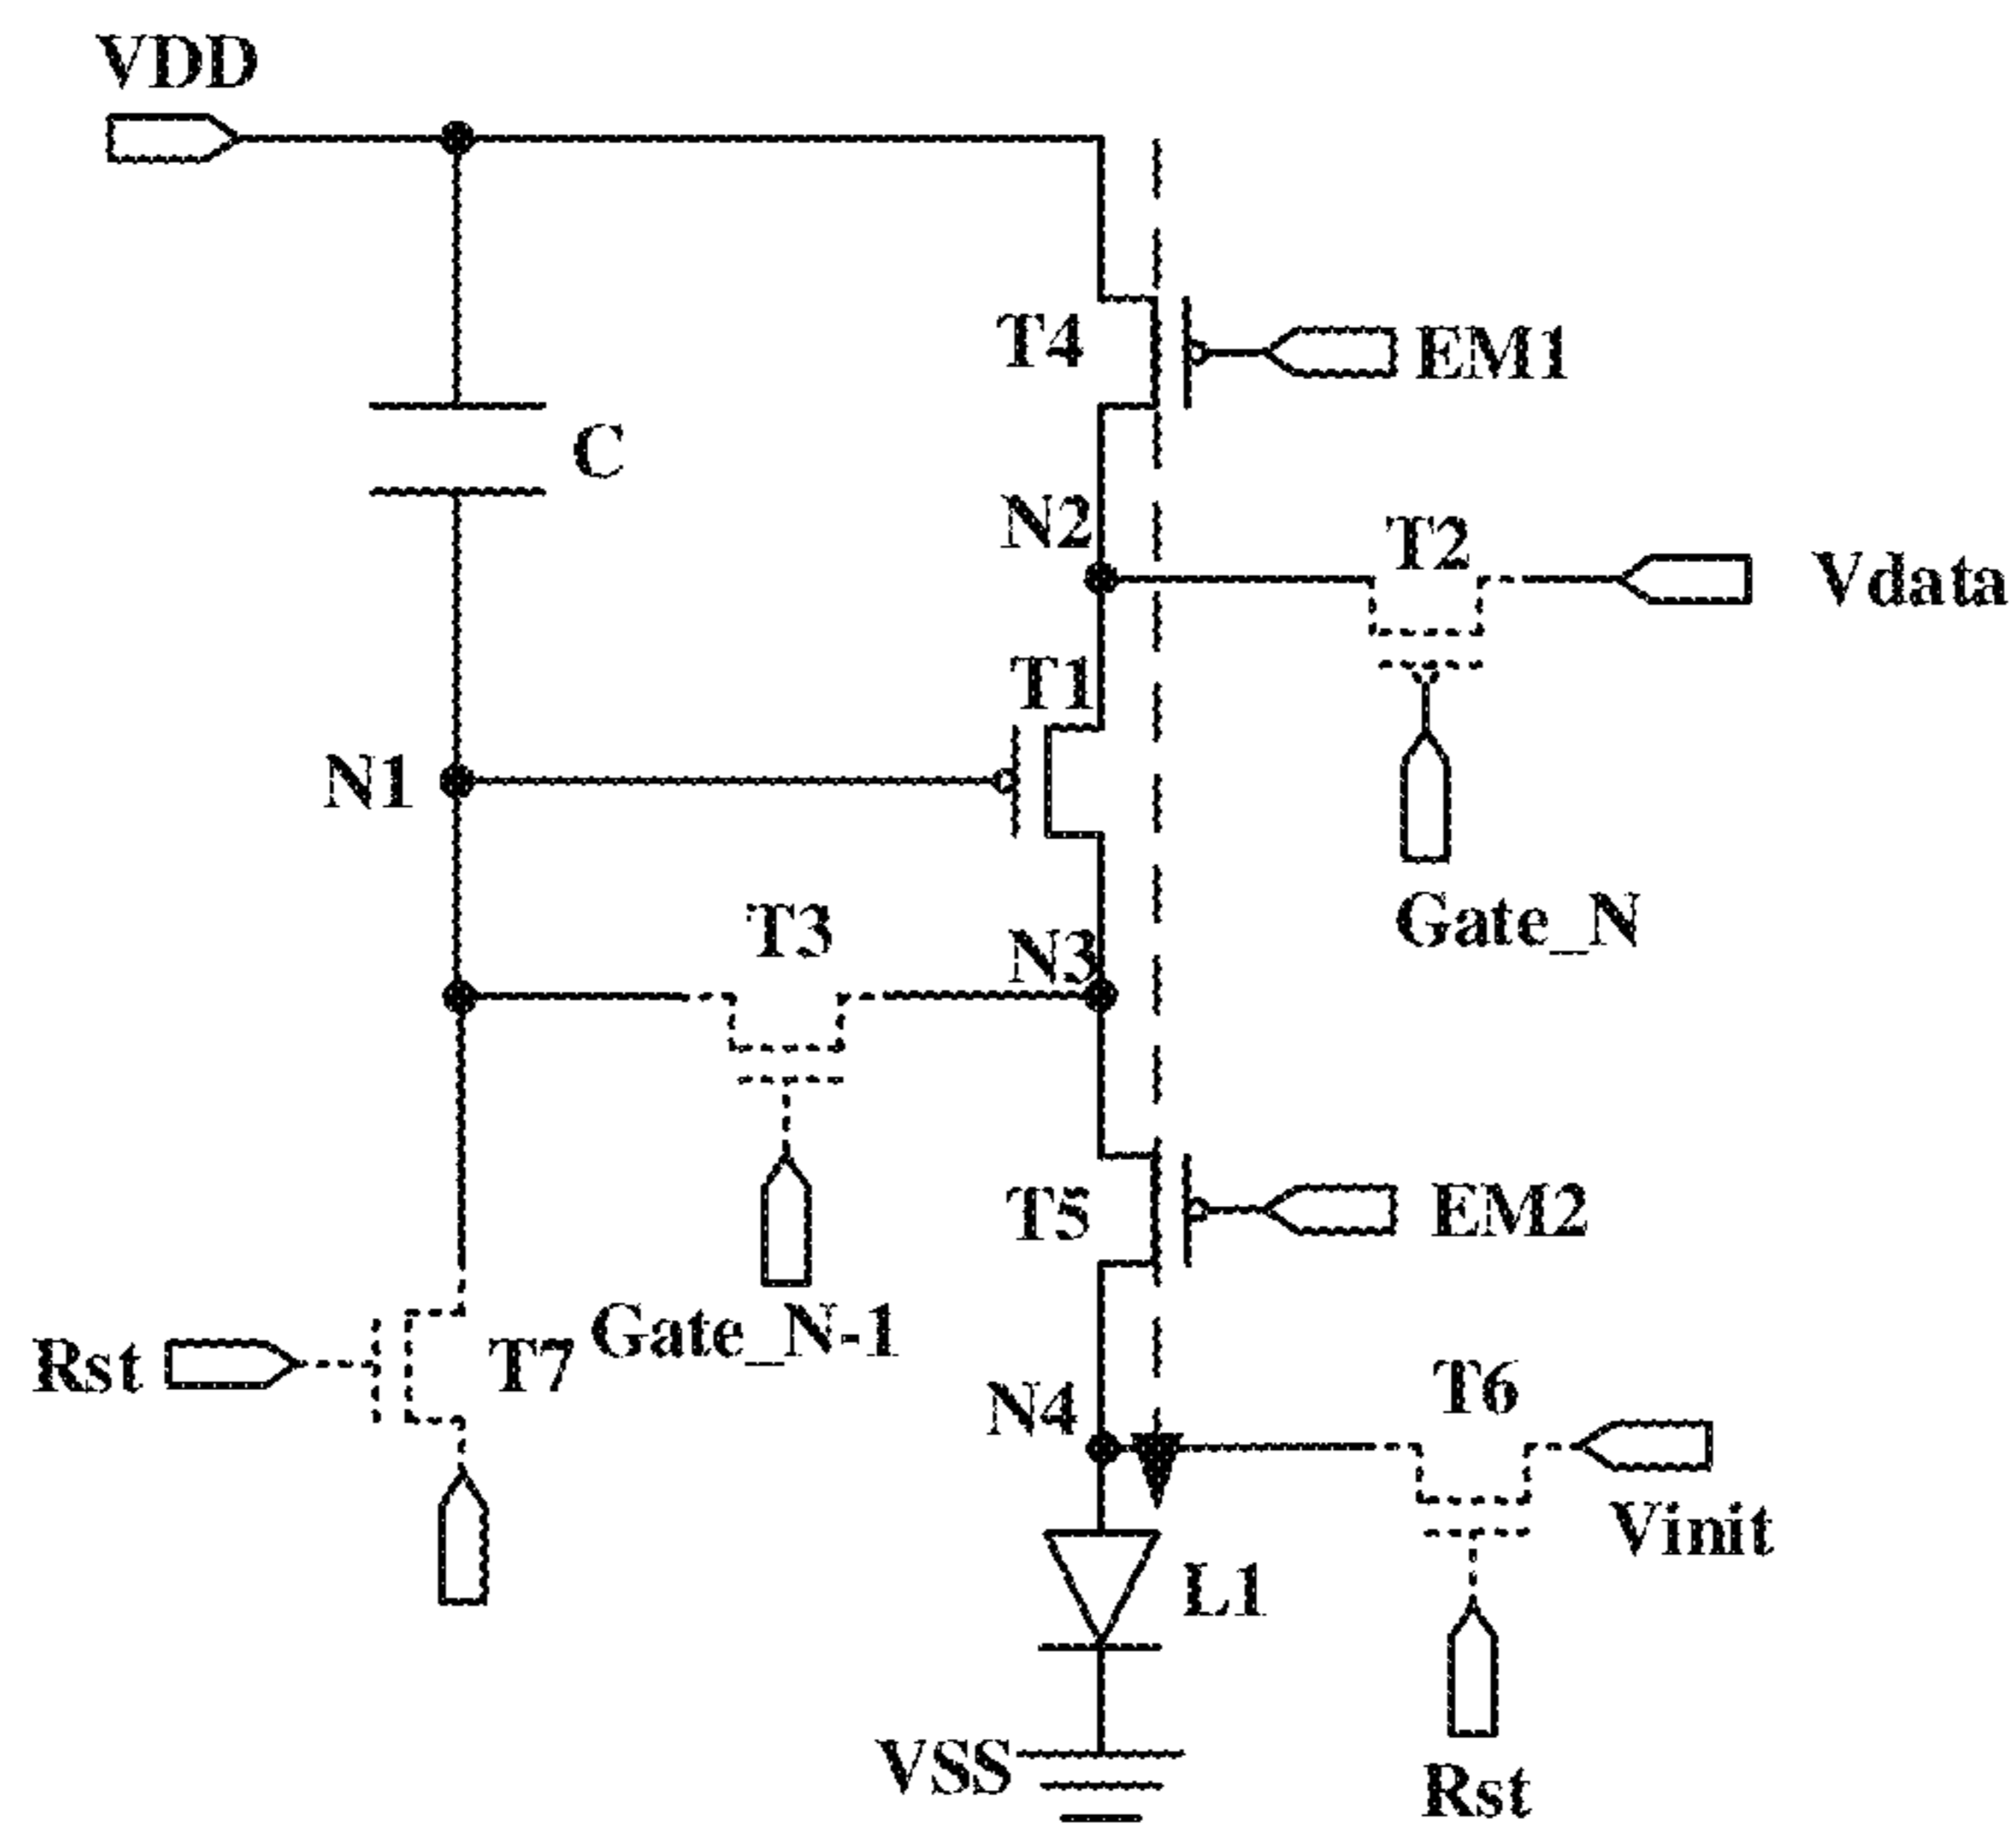 VDD
T4
EM1
C
N2
T2
Vdata
T1
N1
Gate_N
T3
N3
T5
EM2
Gate_N-1
Rst
T7
N4
T6
Vinit
L1
VSS
Rst